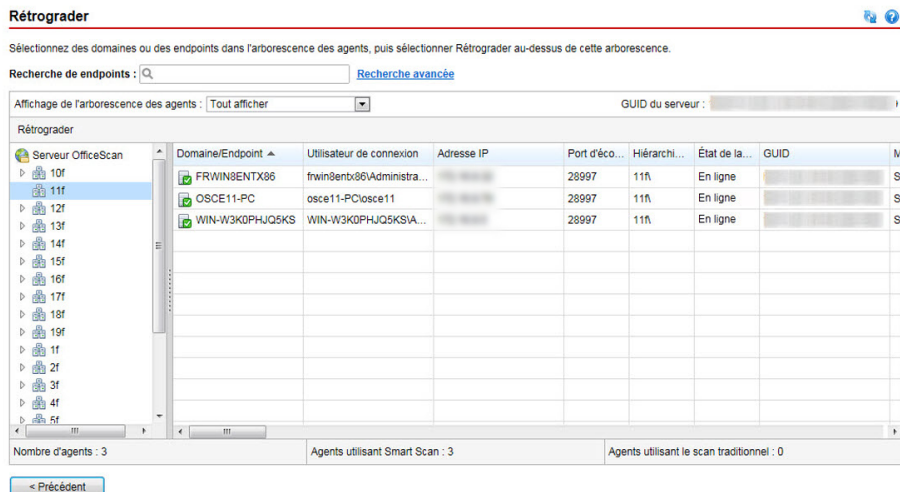 Rétrograder
Sélectionnez des domaines ou des endpoints dans l'arborescence des agents, puis sélectionner Rétrograder au-dessus de cette arborescence.
Recherche de endpoints : Recherche avancée
Affichage de l'arborescence des agents : Tout afficher GUID du serveur :
Rétrograder
Serveur OfficeScan
10f
11f
12f
13f
14f
15f
16f
17f
18f
19f
1f
2f
3f
4f
5f
Domaine/Endpoint Utilisateur de connexion Adresse IP Port d'éco... Hiérarchi... État de la... GUID M
FRWIN8ENTX86 frwin8entx86\Administra... 28997 11f\ En ligne S
OSCE11-PC osce11-PC\osce11 28997 11f\ En ligne S
WIN-W3K0PHJQ5KS WIN-W3K0PHJQ5KS\A... 28997 11f\ En ligne S
Nombre d'agents : 3 Agents utilisant Smart Scan : 3 Agents utilisant le scan traditionnel : 0
< Précédent